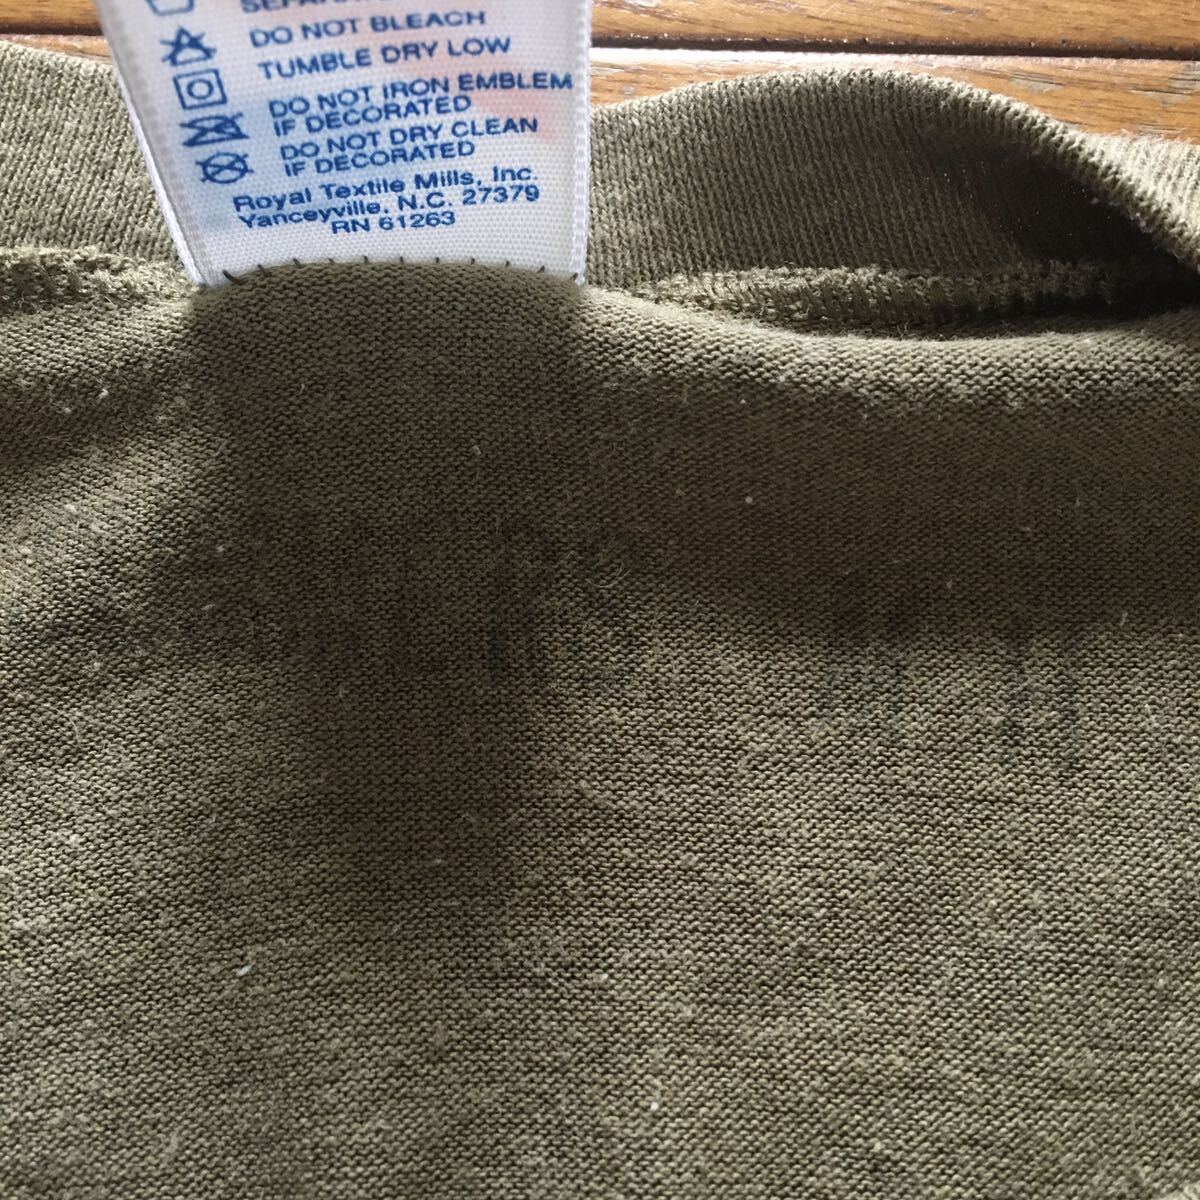 DO NOT BLEACH
TUMBLE DRY LOW
DO NOT IRON EMBLEM
IF DECORATED
DO NOT DRY CLEAN
IF DECORATED
Royal Textile Mills, Inc.
Yanceyville, N.C. 27379
RN 61263